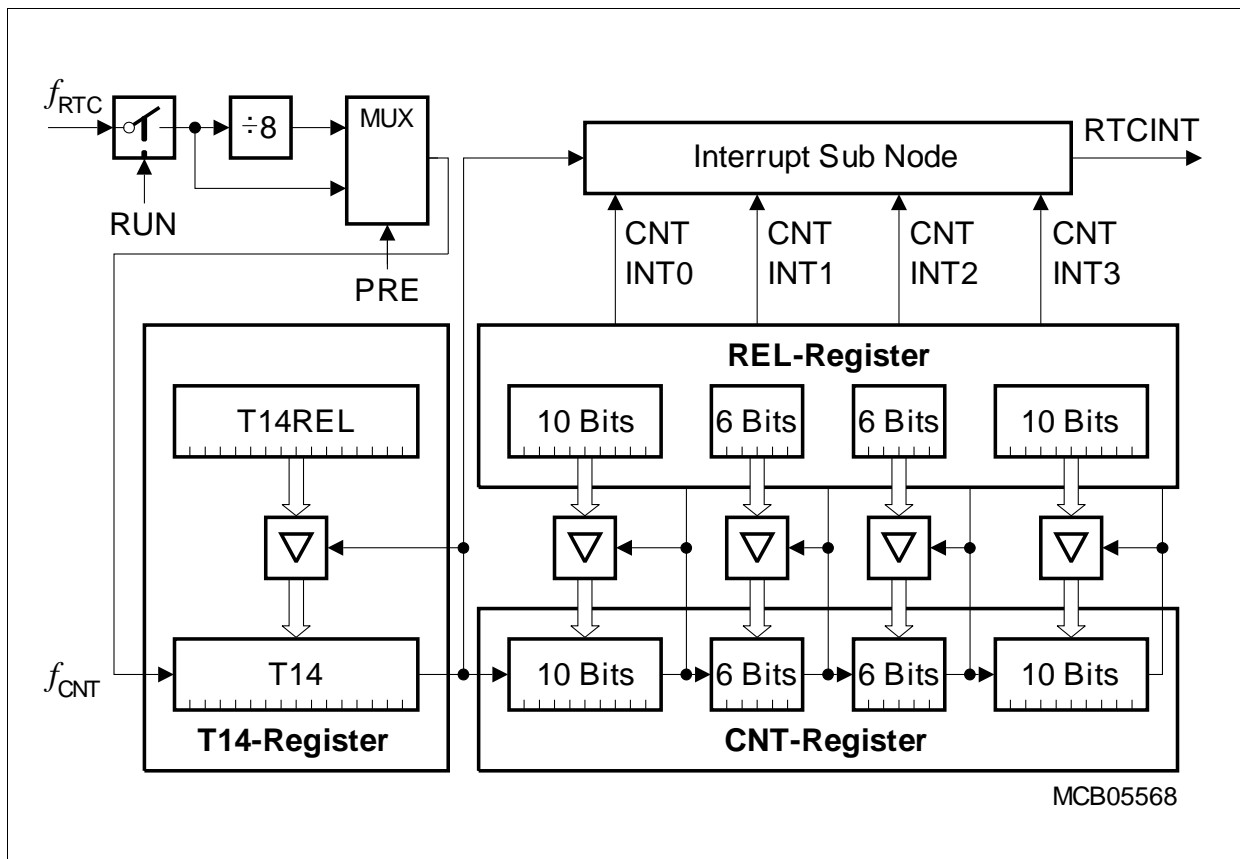 fRTC
÷8
MUX
RUN
PRE
Interrupt Sub Node
RTCINT
CNT INT0
CNT INT1
CNT INT2
CNT INT3
REL-Register
T14REL
10 Bits
6 Bits
6 Bits
10 Bits
fCNT
T14
10 Bits
6 Bits
6 Bits
10 Bits
T14-Register
CNT-Register
MCB05568